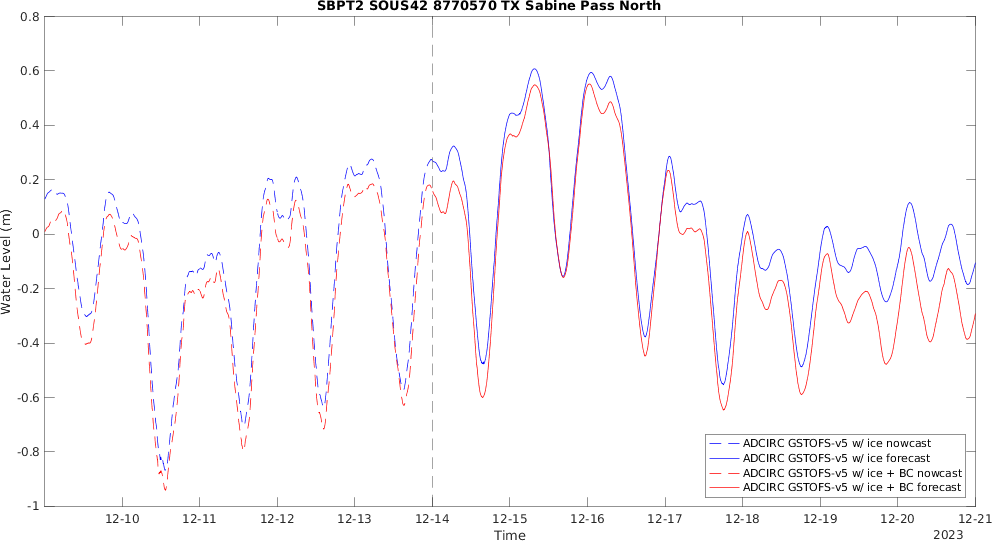 SBPT2 SOUS42 8770570 TX Sabine Pass North
0.8
0.6
0.4
0.2
0
-0.2
-0.4
-0.6
-0.8
-1
Water Level (m)
ADCIRC GSTOFS-v5 w/ ice nowcast
ADCIRC GSTOFS-v5 w/ ice forecast
ADCIRC GSTOFS-v5 w/ ice + BC nowcast
ADCIRC GSTOFS-v5 w/ ice + BC forecast
12-10 12-11 12-12 12-13 12-14 12-15 12-16 12-17 12-18 12-19 12-20 12-21
Time
2023